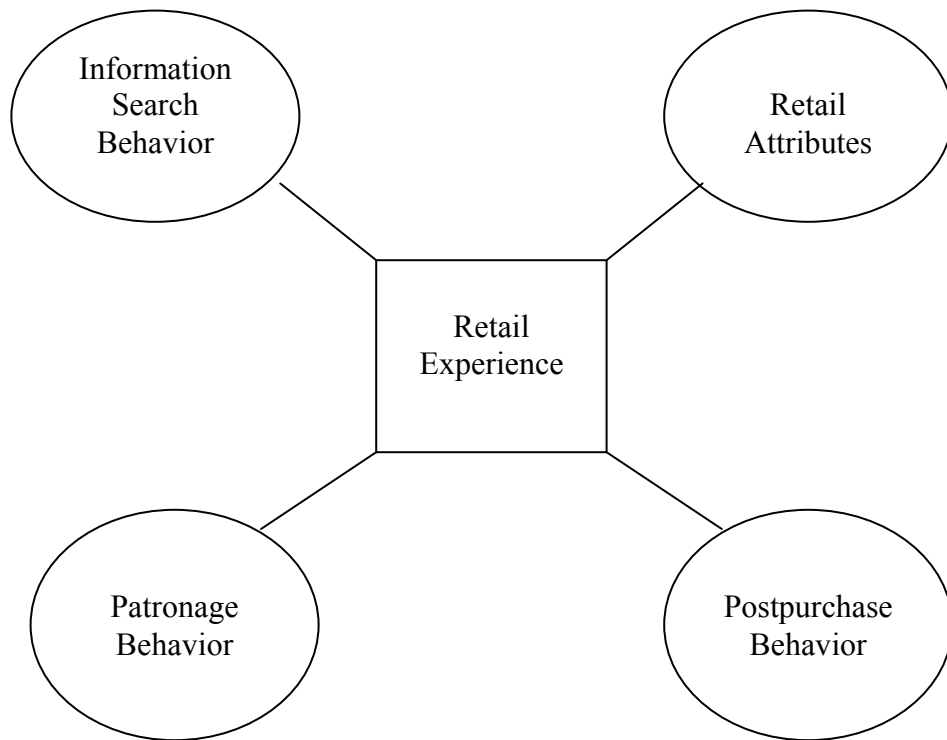 Information
Search
Behavior
Retail
Attributes
Retail
Experience
Patronage
Behavior
Postpurchase
Behavior